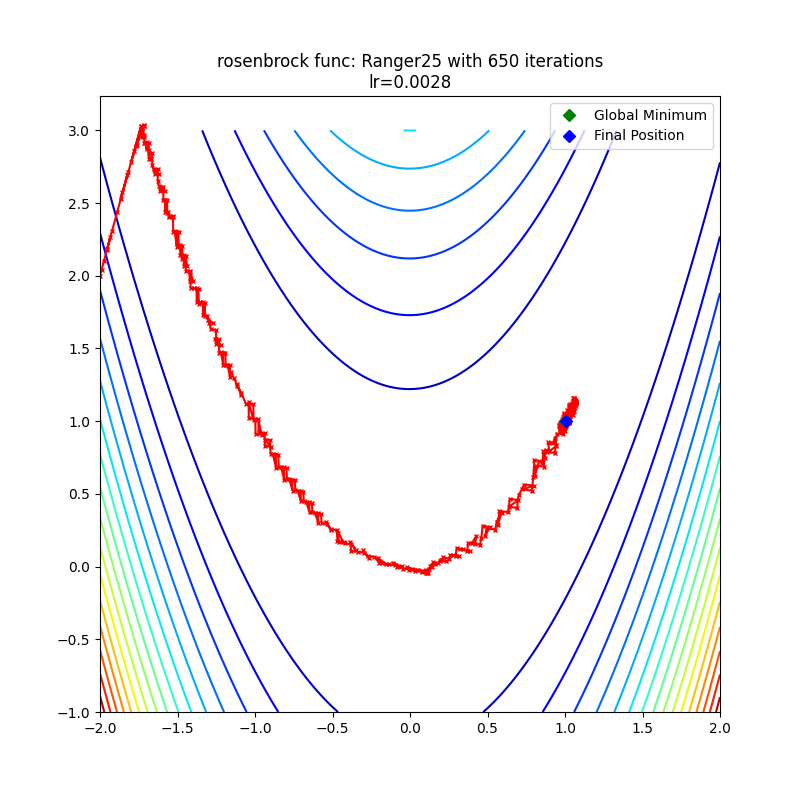 rosenbrock func: Ranger25 with 650 iterations
lr=0.0028
Global Minimum
Final Position
3.0
2.5
2.0
1.5
1.0
0.5
0.0
−0.5
−1.0
−2.0 −1.5 −1.0 −0.5 0.0 0.5 1.0 1.5 2.0